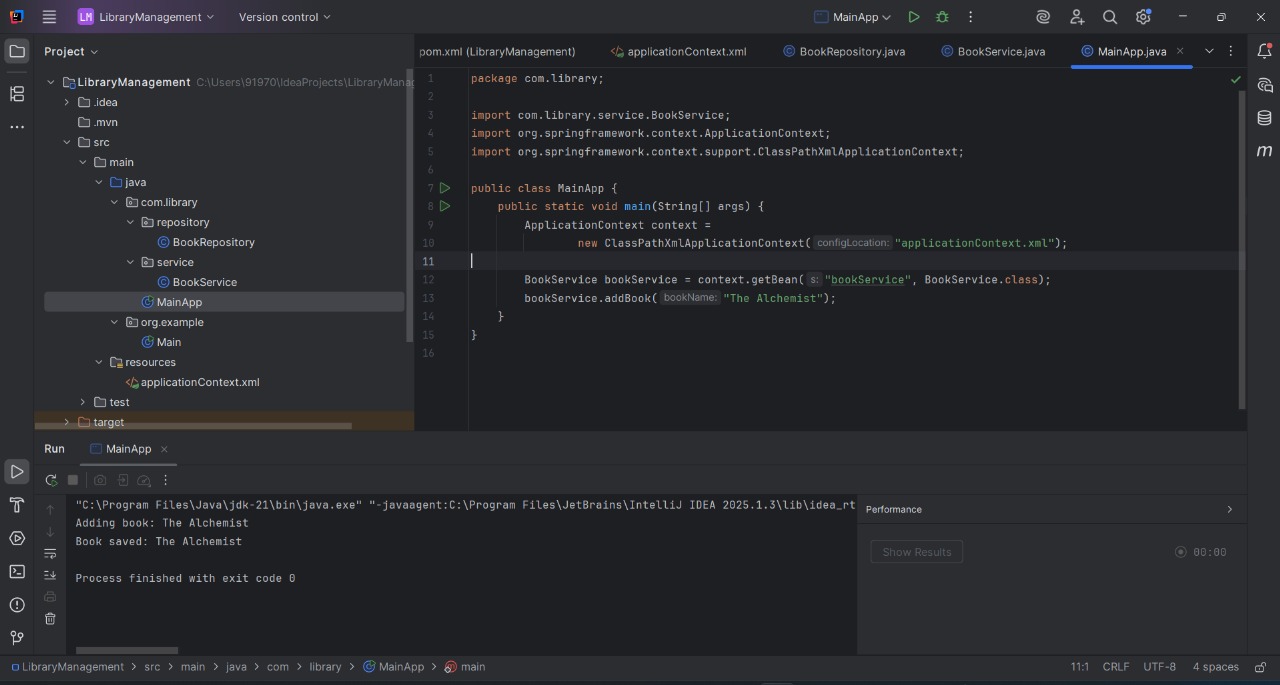 LM LibraryManagement Version control MainApp
Project
pom.xml (LibraryManagement) applicationContext.xml BookRepository.java BookService.java MainApp.java
LibraryManagement C:\Users\91970\IdeaProjects\LibraryMana
.idea
.mvn
src
main
java
com.library
repository
BookRepository
service
BookService
MainApp
org.example
Main
resources
applicationContext.xml
test
target
1 package com.library;
2
3 import com.library.service.BookService;
4 import org.springframework.context.ApplicationContext;
5 import org.springframework.context.support.ClassPathXmlApplicationContext;
6
7 public class MainApp {
8 public static void main(String[] args) {
9 ApplicationContext context =
10 new ClassPathXmlApplicationContext( configLocation: "applicationContext.xml");
11
12 BookService bookService = context.getBean( s: "bookService", BookService.class);
13 bookService.addBook( bookName: "The Alchemist");
14 }
15 }
16
m
Run MainApp
"C:\Program Files\Java\jdk-21\bin\java.exe" "-javaagent:C:\Program Files\JetBrains\IntelliJ IDEA 2025.1.3\lib\idea_rt
Adding book: The Alchemist
Book saved: The Alchemist
Process finished with exit code 0
Performance
Show Results 00:00
LibraryManagement > src > main > java > com > library > MainApp > main 11:1 CRLF UTF-8 4 spaces